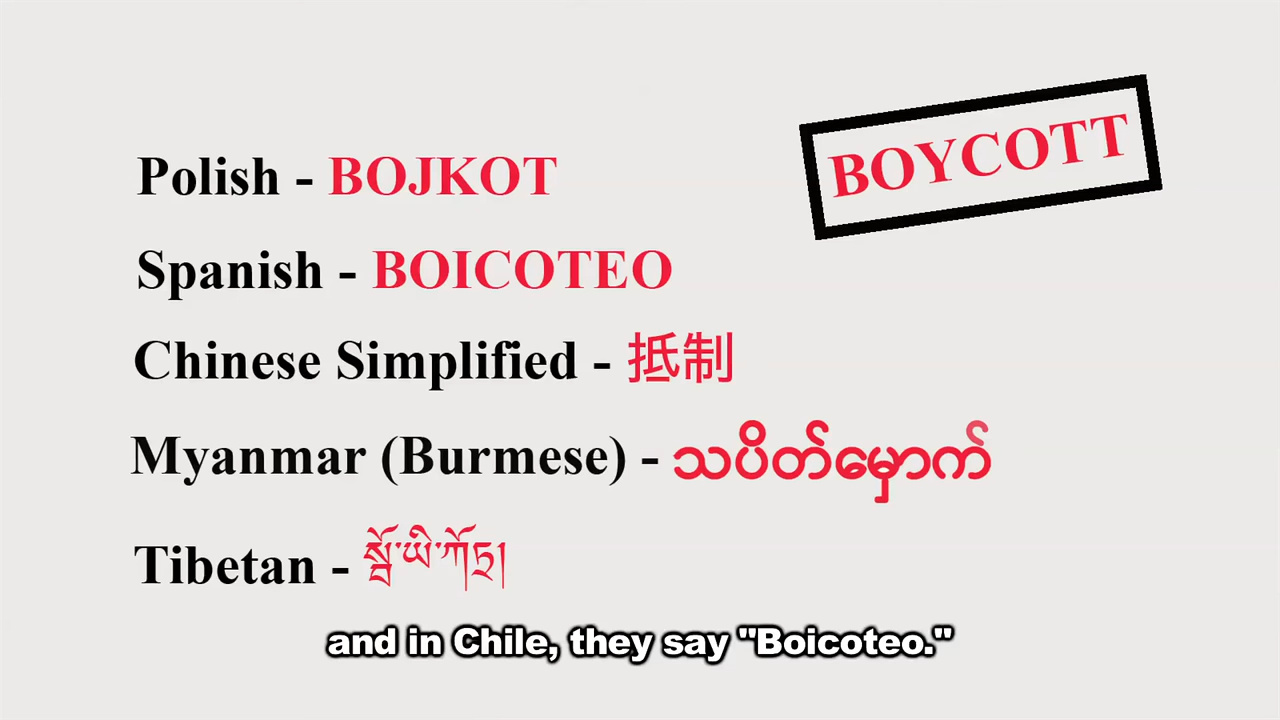 BOYCOTT
Polish - BOJKOT
Spanish - BOICOTEO
Chinese Simplified - 抵制
Myanmar (Burmese) - သပိတ်မှောက်
Tibetan -
and in Chile, they say "Boicoteo."